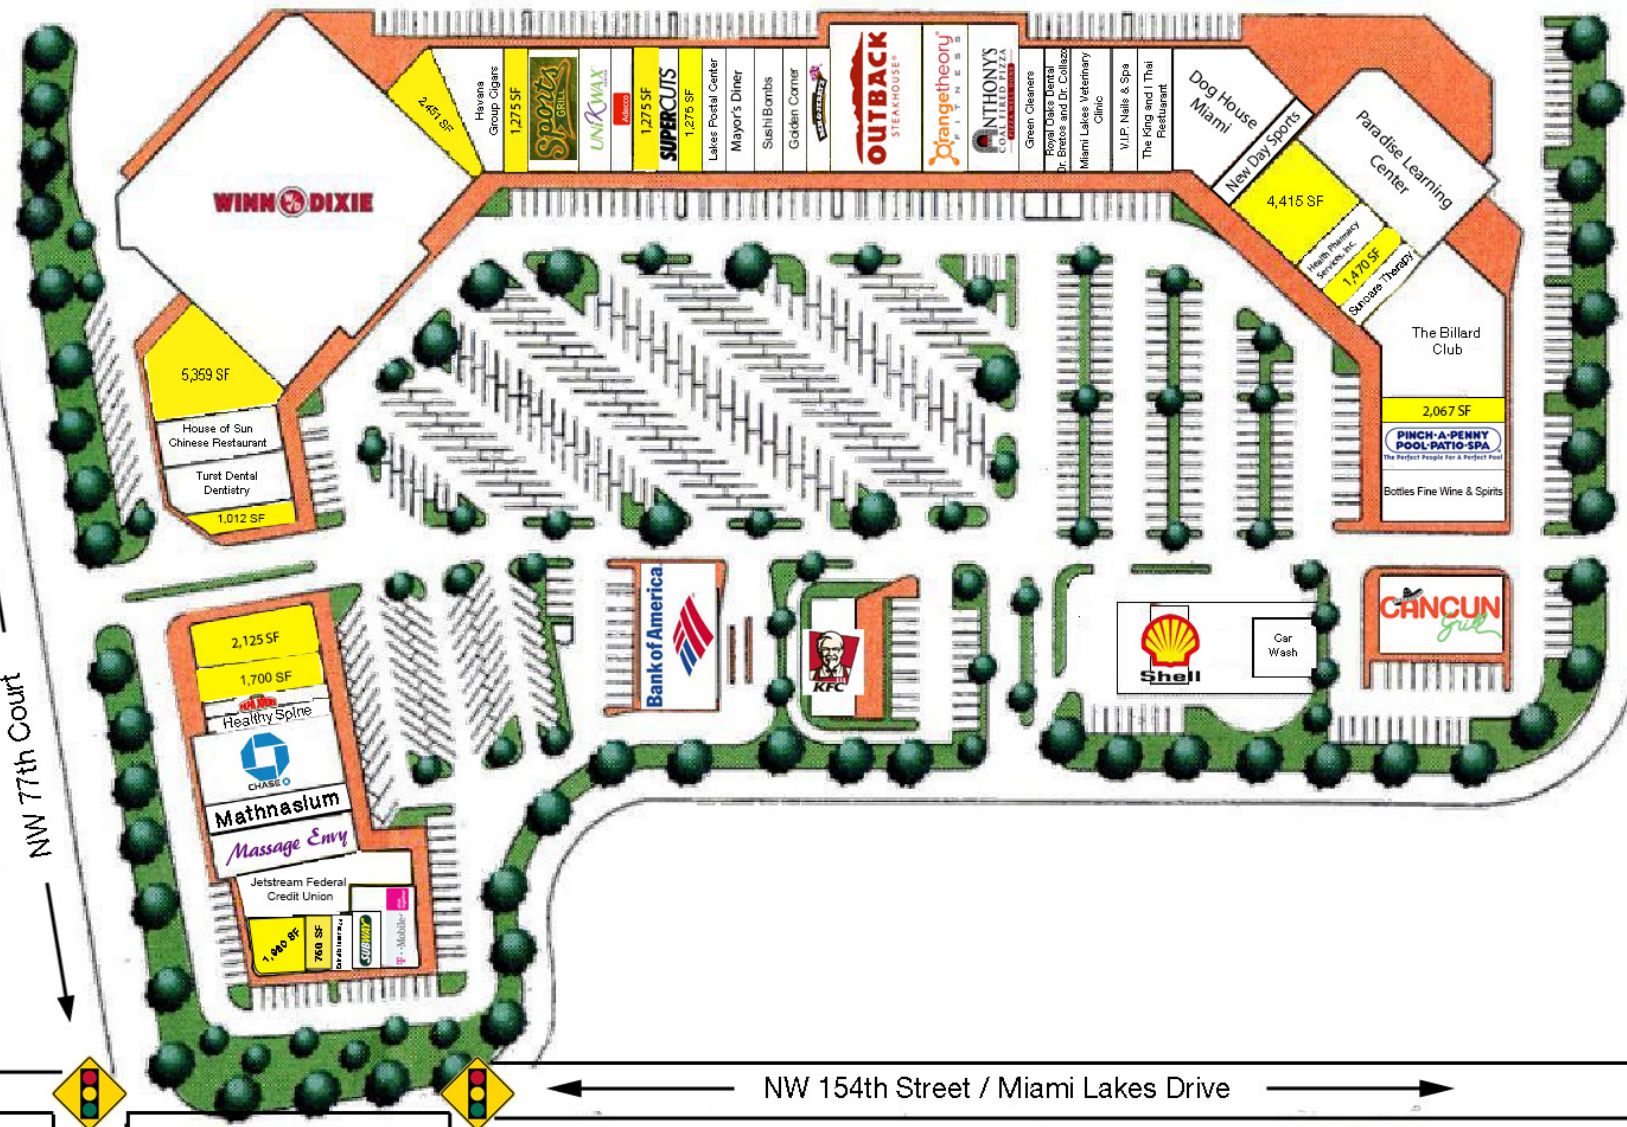 WINN DIXIE
2,451 SF
Havana
Group Cigars
1,275 SF
Sports
GRILL
UNIKWAX
Adecco
1,275 SF
SUPERCUTS
1,275 SF
Lakes Postal Center
Mayor's Diner
Sushi Bombs
Golden Corner
BEN & JERRY'S
OUTBACK
STEAKHOUSE®
Orangetheory®
FITNESS
ANTHONY'S
COAL FIRED PIZZA
PIZZA WELL DONE
Green Cleaners
Royal Oaks Dental
Dr. Bretos and Dr. Collazo
Miami Lakes Veterinary
Clinic
V.I.P. Nails & Spa
The King and I Thai
Restuarant
Dog House
Miami
New Day Sports
Paradise Learning
Center
4,415 SF
Health Pharmacy
Services, Inc.
1,470 SF
Suncare Therapy
The Billard
Club
2,067 SF
PINCH·A·PENNY
POOL·PATIO·SPA
The Perfect People For A Perfect Pool
Bottles Fine Wine & Spirits
5,359 SF
House of Sun
Chinese Restaurant
Turst Dental
Dentistry
1,012 SF
2,125 SF
1,700 SF
Healthy Spine
CHASE
Mathnasium
Massage Envy
Jetstream Federal
Credit Union
1,980 SF
760 SF
SUBWAY
T··Mobile·
Bank of America
KFC
Shell
Car
Wash
CANCUN
Grill
NW 77th Court
NW 154th Street / Miami Lakes Drive